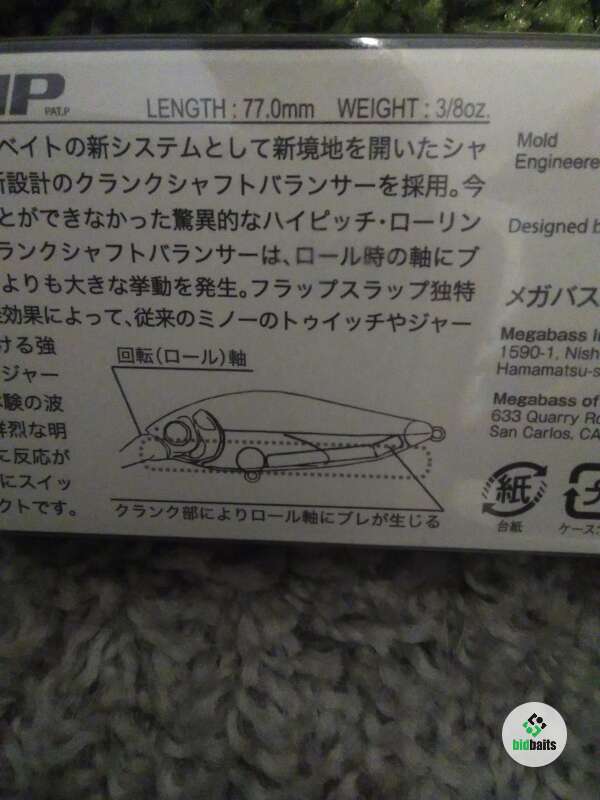 IP
PAT.P
LENGTH : 77.0mm WEIGHT : 3/8oz.
ベイトの新システムとして新境地を開いたシャ
新設計のクランクシャフトバランサーを採用。今
とができなかった驚異的なハイピッチ・ローリン
クランクシャフトバランサーは、ロール時の軸にブ
よりも大きな挙動を発生。フラップスラップ独特
効果によって、従来のミノーのトゥイッチやジャー
ける強
ジャー
験の波
鮮烈な明
に反応が
にスイッ
クトです。
回転(ロール)軸
クランク部によりロール軸にブレが生じる
Mold
Engineere
Designed b
メガバス
Megabass i
1590-1, Nish
Hamamatsu-s
Megabass of
633 Quarry Ro
San Carlos, CA
紙
台紙
ケース:
bidbaits